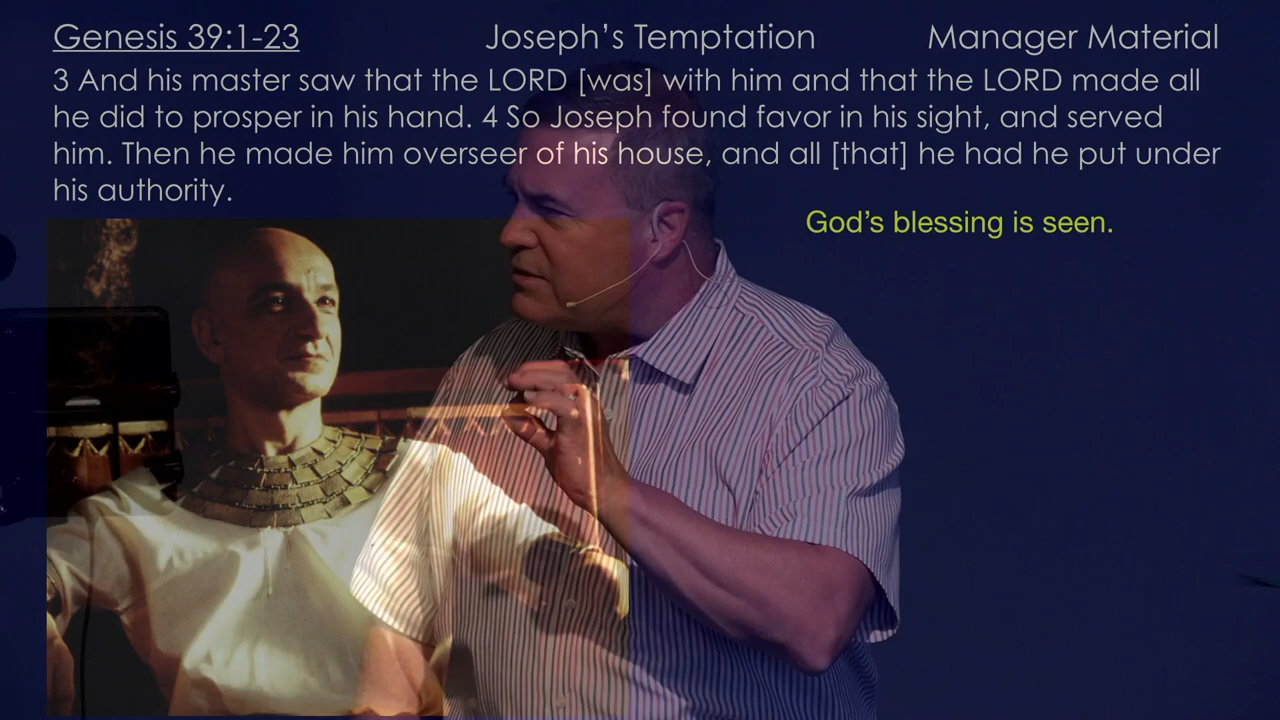 Genesis 39:1-23 Joseph’s Temptation Manager Material
3 And his master saw that the LORD [was] with him and that the LORD made all
he did to prosper in his hand. 4 So Joseph found favor in his sight, and served
him. Then he made him overseer of his house, and all [that] he had he put under
his authority.
God’s blessing is seen.